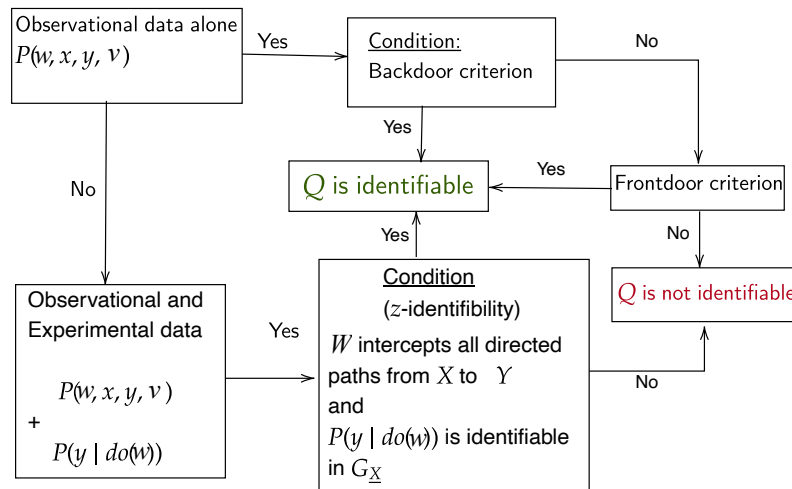 Observational data alone
P(w, x, y, v)
Yes
Condition:
Backdoor criterion
No
Yes
No
Q is identifiable
Yes
Frontdoor criterion
Yes
No
Observational and
Experimental data
P(w, x, y, v)
+
P(y | do(w))
Yes
Condition
(z-identifibility)
W intercepts all directed
paths from X to Y
and
P(y | do(w)) is identifiable
in G_X̲
Q is not identifiable
No